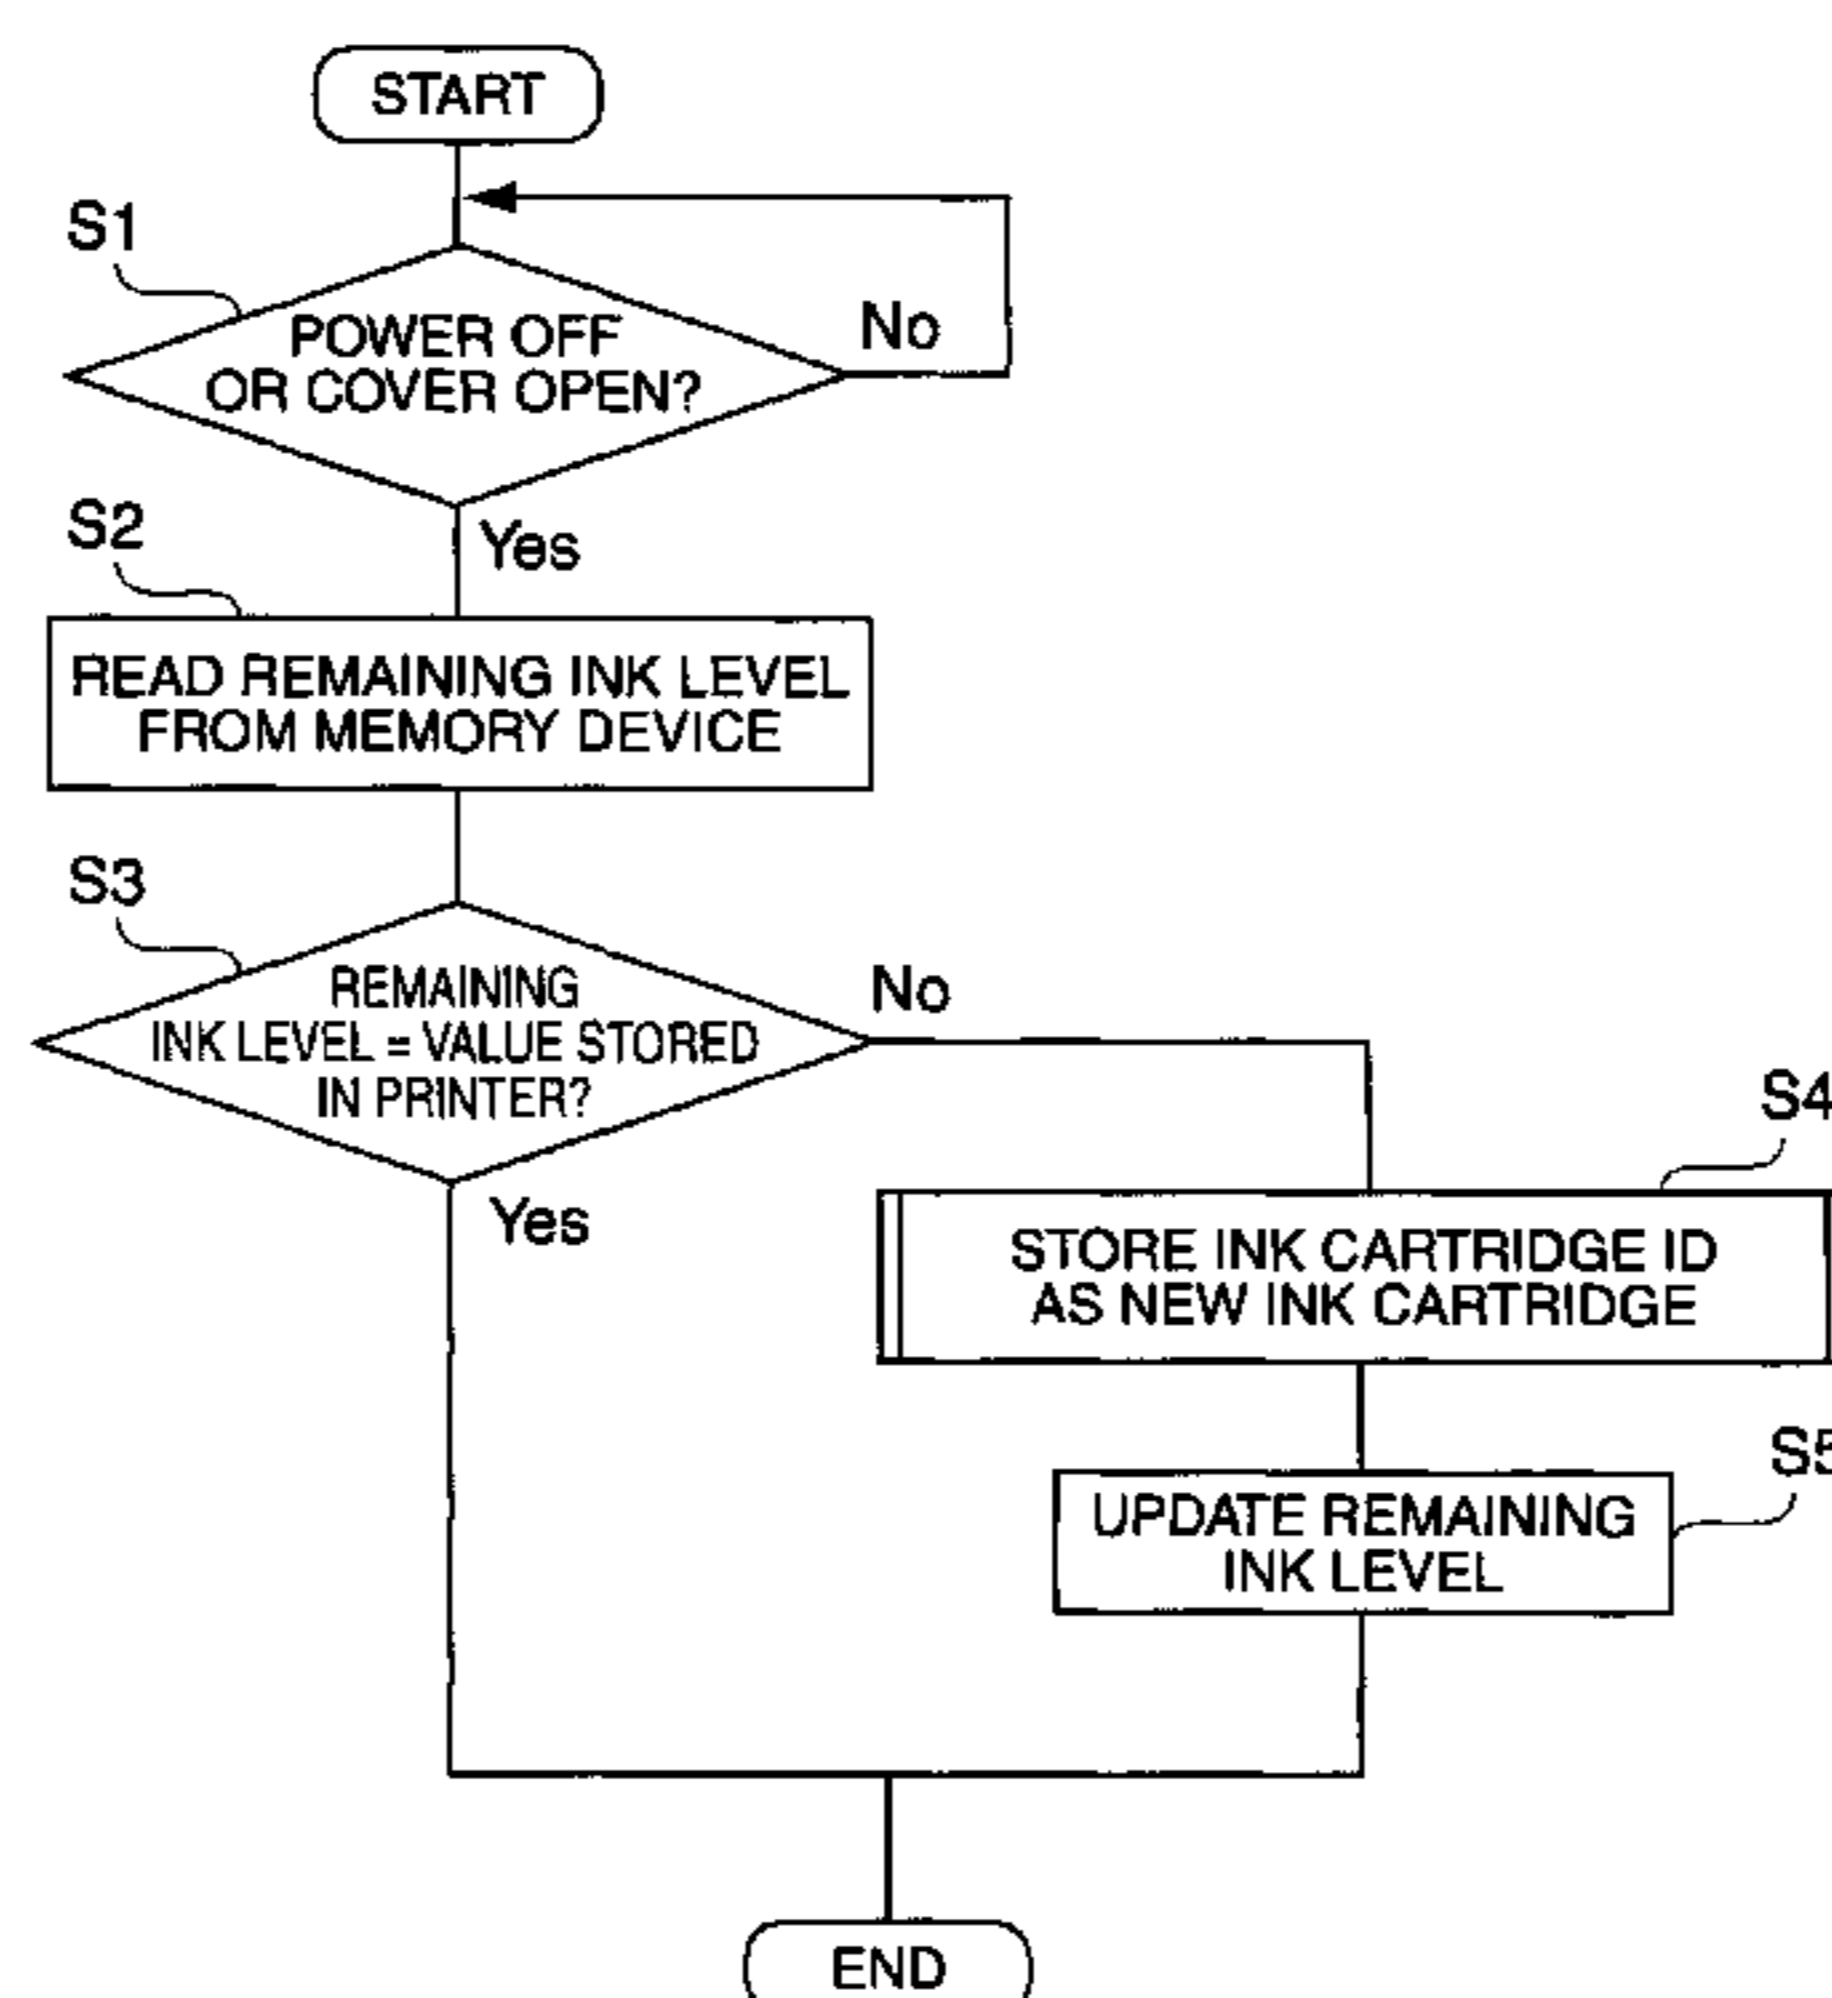 START
S1
POWER OFF
OR COVER OPEN?
No
Yes
S2
READ REMAINING INK LEVEL
FROM MEMORY DEVICE
S3
REMAINING
INK LEVEL = VALUE STORED
IN PRINTER?
No
Yes
S4
STORE INK CARTRIDGE ID
AS NEW INK CARTRIDGE
S5
UPDATE REMAINING
INK LEVEL
END